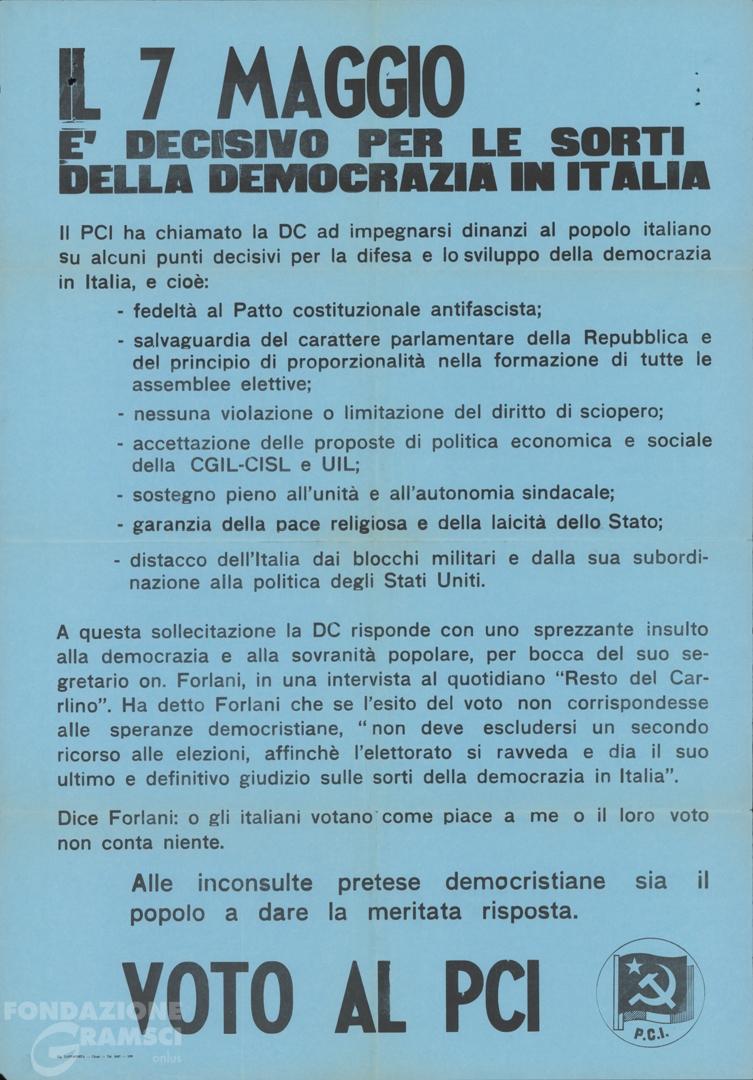 IL 7 MAGGIO
E' DECISIVO PER LE SORTI
DELLA DEMOCRAZIA IN ITALIA
Il PCI ha chiamato la DC ad impegnarsi dinanzi al popolo italiano
su alcuni punti decisivi per la difesa e lo sviluppo della democrazia
in Italia, e cioè:
- fedeltà al Patto costituzionale antifascista;
- salvaguardia del carattere parlamentare della Repubblica e
del principio di proporzionalità nella formazione di tutte le
assemblee elettive;
- nessuna violazione o limitazione del diritto di sciopero;
- accettazione delle proposte di politica economica e sociale
della CGIL-CISL e UIL;
- sostegno pieno all'unità e all'autonomia sindacale;
- garanzia della pace religiosa e della laicità dello Stato;
- distacco dell'Italia dai blocchi militari e dalla sua subordi-
nazione alla politica degli Stati Uniti.
A questa sollecitazione la DC risponde con uno sprezzante insulto
alla democrazia e alla sovranità popolare, per bocca del suo se-
gretario on. Forlani, in una intervista al quotidiano "Resto del Car-
rlino". Ha detto Forlani che se l'esito del voto non corrispondesse
alle speranze democristiane, "non deve escludersi un secondo
ricorso alle elezioni, affinchè l'elettorato si ravveda e dia il suo
ultimo e definitivo giudizio sulle sorti della democrazia in Italia".
Dice Forlani: o gli italiani votano come piace a me o il loro voto
non conta niente.
Alle inconsulte pretese democristiane sia il
popolo a dare la meritata risposta.
VOTO AL PCI
P.C.I.
FONDAZIONE
GRAMSCI
onlus